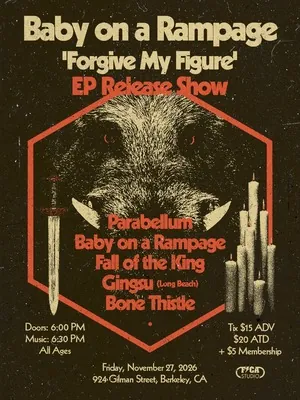 Baby on a Rampage
'Forgive My Figure'
EP Release Show
Parabellum
Baby on a Rampage
Fall of the King
Gingsu (Long Beach)
Bone Thistle
Doors: 6:00 PM
Music: 6:30 PM
All Ages
Tix $15 ADV
$20 ATD
+ $5 Membership
Friday, November 27, 2026
924 Gilman Street, Berkeley, CA
STUDIO